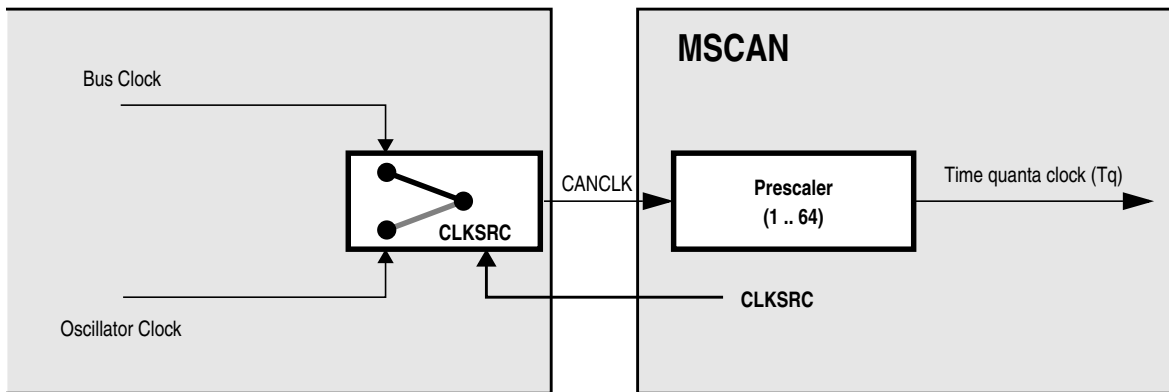 MSCAN
Bus Clock
CANCLK
Prescaler
(1 .. 64)
Time quanta clock (Tq)
CLKSRC
CLKSRC
Oscillator Clock